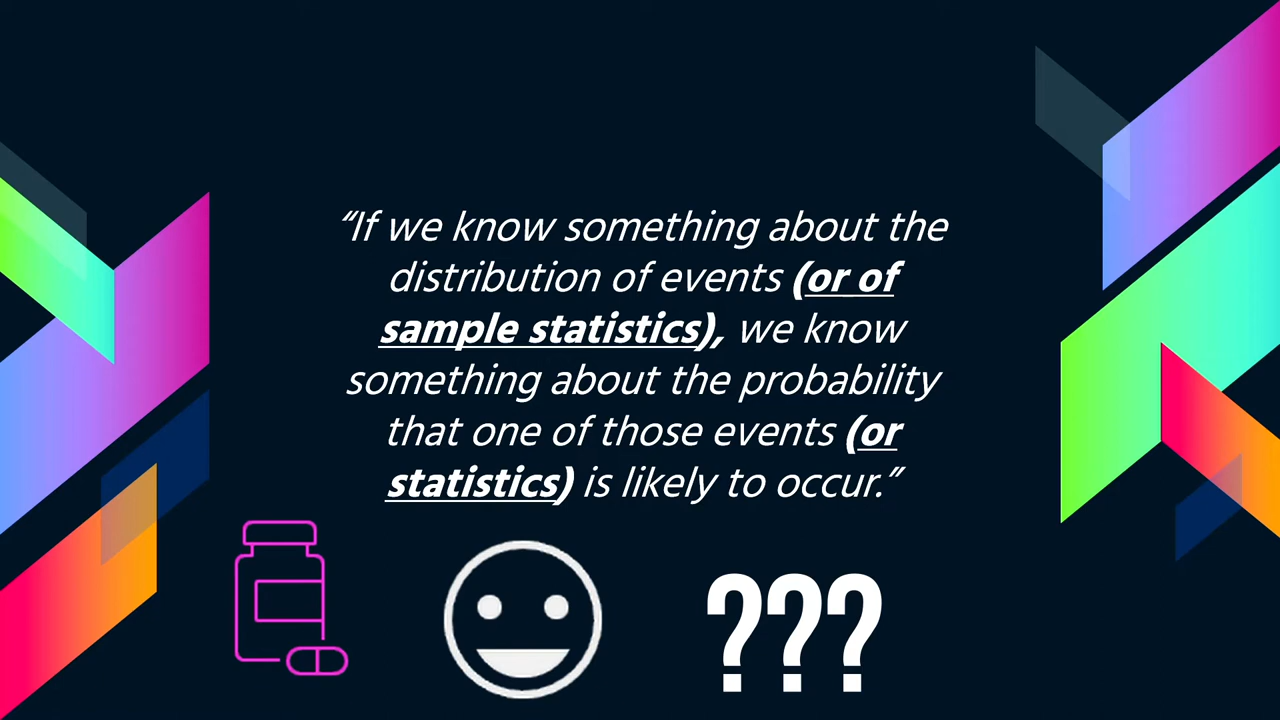 “If we know something about the
distribution of events (or of
sample statistics), we know
something about the probability
that one of those events (or
statistics) is likely to occur.”
???